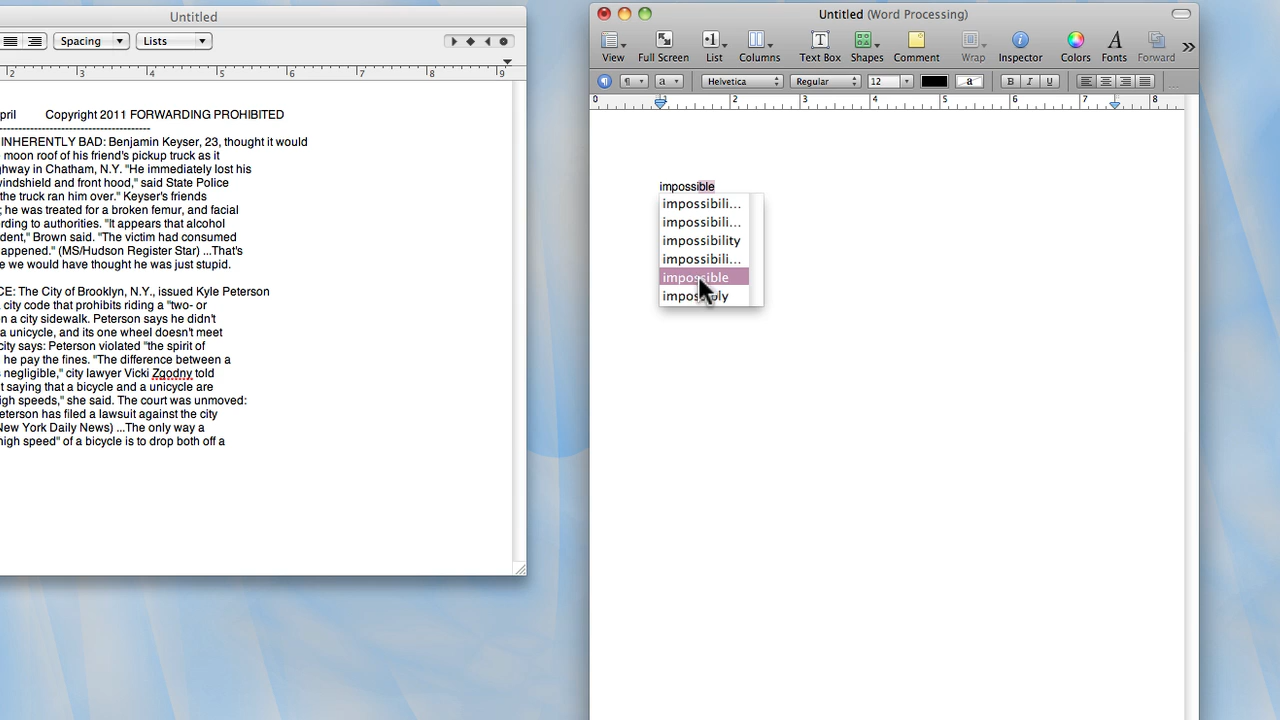 Untitled
Spacing
Lists
2 3 4 5 6 7 8 9
pril Copyright 2011 FORWARDING PROHIBITED
----------------------------------------
INHERENTLY BAD: Benjamin Keyser, 23, thought it would
moon roof of his friend's pickup truck as it
ghway in Chatham, N.Y. "He immediately lost his
windshield and front hood," said State Police
the truck ran him over." Keyser's friends
; he was treated for a broken femur, and facial
rding to authorities. "It appears that alcohol
dent," Brown said. "The victim had consumed
appened." (MS/Hudson Register Star) ...That's
e we would have thought he was just stupid.
CE: The City of Brooklyn, N.Y., issued Kyle Peterson
city code that prohibits riding a "two- or
n a city sidewalk. Peterson says he didn't
a unicycle, and its one wheel doesn't meet
city says: Peterson violated "the spirit of
he pay the fines. "The difference between a
s negligible," city lawyer Vicki Zgodny told
t saying that a bicycle and a unicycle are
igh speeds," she said. The court was unmoved:
eterson has filed a lawsuit against the city
New York Daily News) ...The only way a
high speed" of a bicycle is to drop both off a
Untitled (Word Processing)
View Full Screen List Columns Text Box Shapes Comment Wrap Inspector Colors Fonts Forward
a Helvetica Regular 12 a B I U
0 1 2 3 4 5 6 7 8
impossible
impossibili…
impossibili…
impossibility
impossibili…
impossible
impossibly